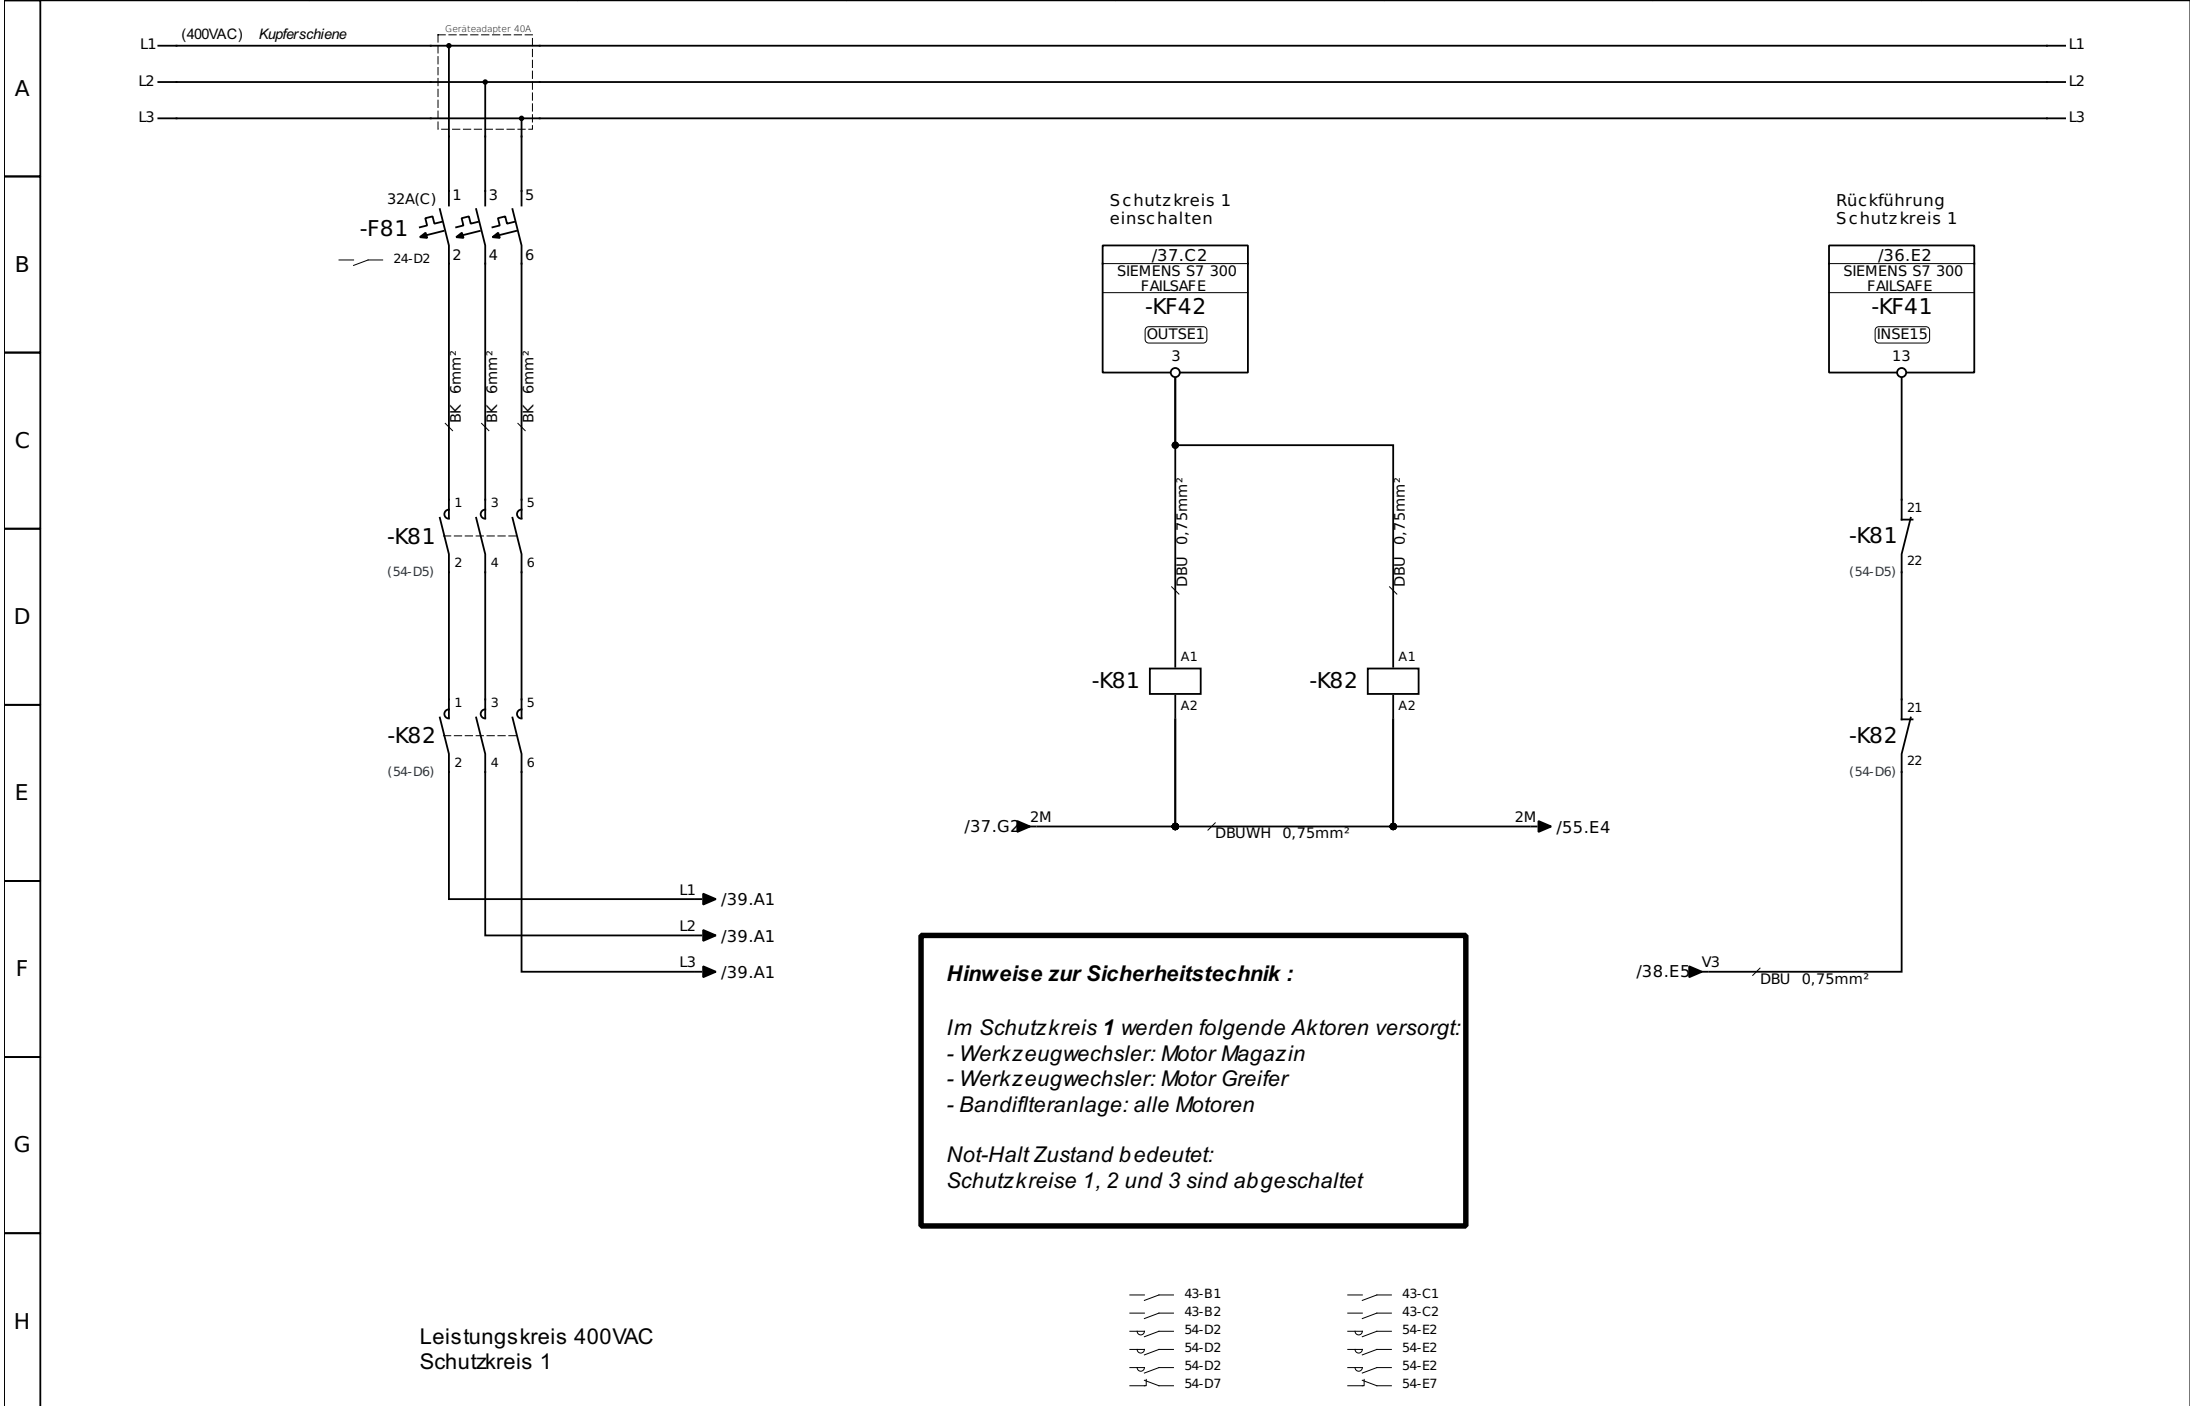 A
B
C
D
E
F
G
H
Geräteadapter 40A
L1 (400VAC) Kupferschiene L1
L2 L2
L3 L3
32A(C) 1 3 5
-F81
24-D2 2 4 6
BK 6mm² BK 6mm² BK 6mm²
1 3 5
-K81
(54-D5) 2 4 6
1 3 5
-K82
(54-D6) 2 4 6
L1 /39.A1
L2 /39.A1
L3 /39.A1
Leistungskreis 400VAC
Schutzkreis 1
Schutzkreis 1
einschalten
/37.C2
SIEMENS S7 300
FAILSAFE
-KF42
OUTSE1
3
DBU 0,75mm² DBU 0,75mm²
A1 A1
-K81 -K82
A2 A2
/37.G2 2M 2M /55.E4
DBUWH 0,75mm²
Hinweise zur Sicherheitstechnik :
Im Schutzkreis 1 werden folgende Aktoren versorgt:
- Werkzeugwechsler: Motor Magazin
- Werkzeugwechsler: Motor Greifer
- Bandiflteranlage: alle Motoren
Not-Halt Zustand bedeutet:
Schutzkreise 1, 2 und 3 sind abgeschaltet
43-B1 43-C1
43-B2 43-C2
54-D2 54-E2
54-D2 54-E2
54-D2 54-E2
54-D7 54-E7
Rückführung
Schutzkreis 1
/36.E2
SIEMENS S7 300
FAILSAFE
-KF41
INSE15
13
21
-K81
22
(54-D5)
21
-K82
22
(54-D6)
/38.E5 V3
DBU 0,75mm²